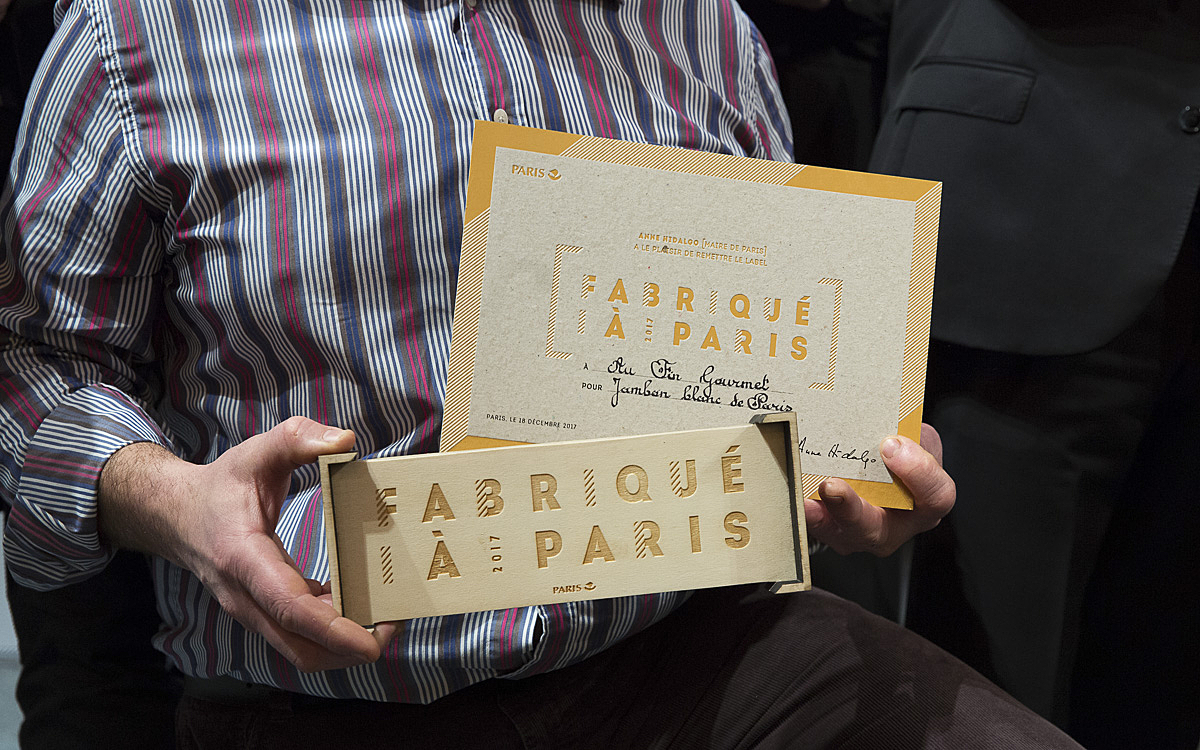 PARIS
ANNE HIDALGO [MAIRE DE PARIS]
A LE PLAISIR DE REMETTRE LE LABEL
FABRIQUÉ
À 2017 PARIS
À Au Fin Gourmet
POUR Jambon blanc de Paris
PARIS, LE 18 DÉCEMBRE 2017
Anne Hidalgo
FABRIQUÉ
À 2017 PARIS
PARIS